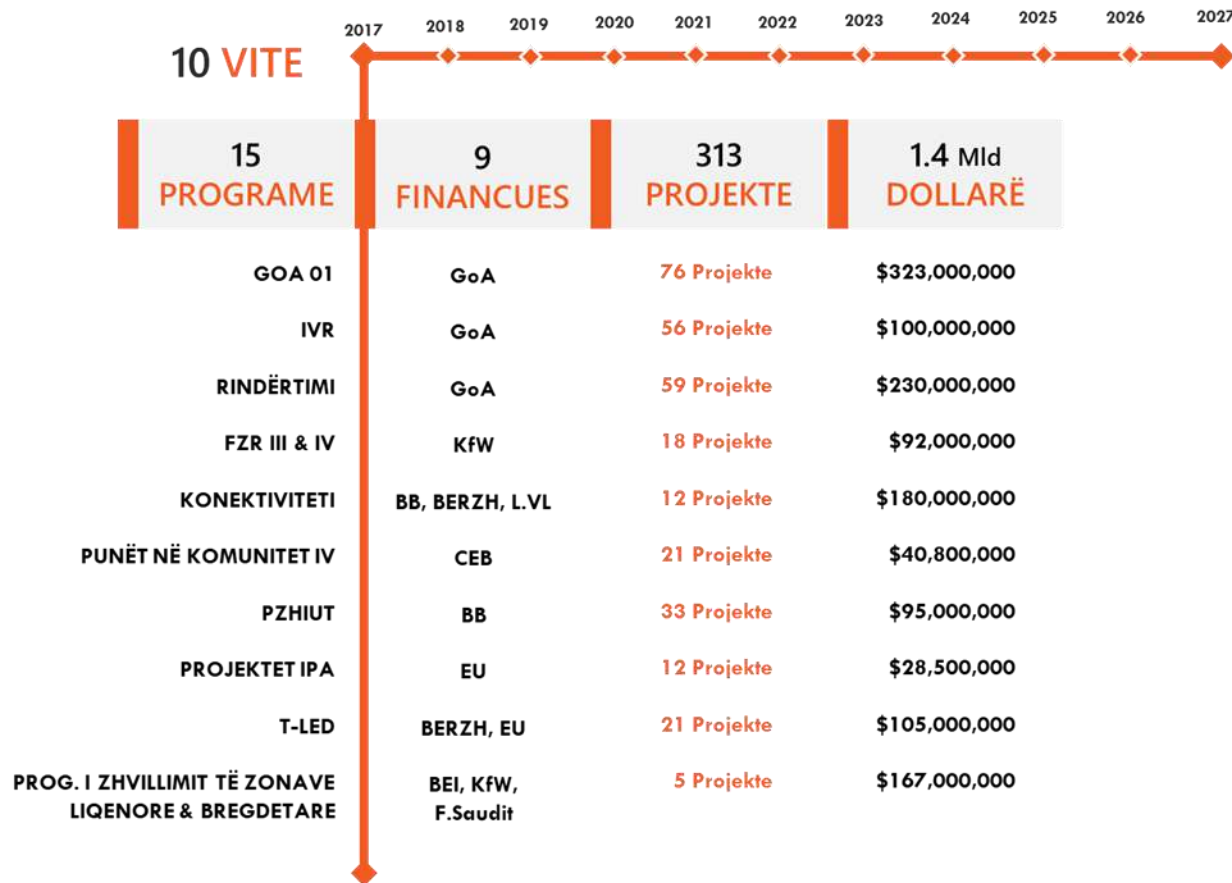 2017 2018 2019 2020 2021 2022 2023 2024 2025 2026 2027
10 VITE
15 9 313 1.4 Mld
PROGRAME FINANCUES PROJEKTE DOLLARË
GOA 01 GoA 76 Projekte $323,000,000
IVR GoA 56 Projekte $100,000,000
RINDËRTIMI GoA 59 Projekte $230,000,000
FZR III & IV KfW 18 Projekte $92,000,000
KONEKTIVITETI BB, BERZH, L.VL 12 Projekte $180,000,000
PUNËT NË KOMUNITET IV CEB 21 Projekte $40,800,000
PZHIUT BB 33 Projekte $95,000,000
PROJEKTET IPA EU 12 Projekte $28,500,000
T-LED BERZH, EU 21 Projekte $105,000,000
PROG. I ZHVILLIMIT TË ZONAVE BEI, KfW, 5 Projekte $167,000,000
LIQENORE & BREGDETARE F.Saudit